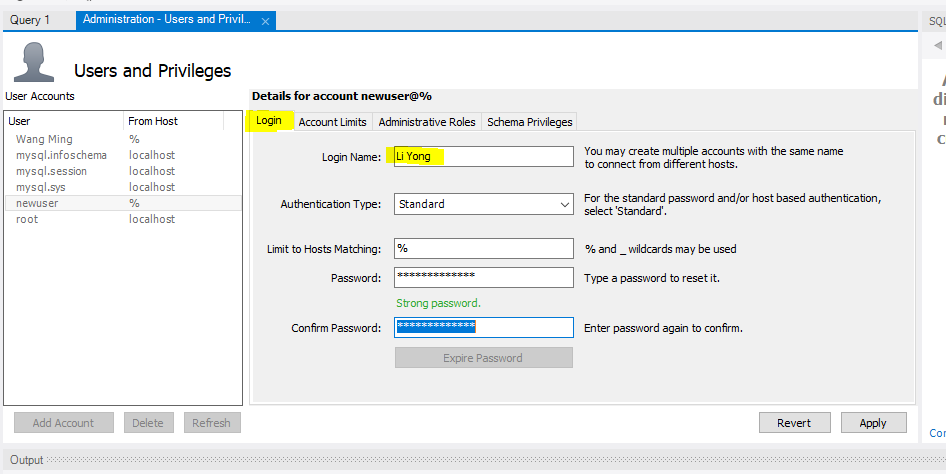 Query 1
Administration - Users and Privil...
SQL
Users and Privileges
User Accounts
User From Host
Wang Ming %
mysql.infoschema localhost
mysql.session localhost
mysql.sys localhost
newuser %
root localhost
Add Account Delete Refresh
Details for account newuser@%
Login Account Limits Administrative Roles Schema Privileges
Login Name: Li Yong You may create multiple accounts with the same name
to connect from different hosts.
Authentication Type: Standard For the standard password and/or host based authentication,
select 'Standard'.
Limit to Hosts Matching: % % and _ wildcards may be used
Password: ************* Type a password to reset it.
Strong password.
Confirm Password: ************* Enter password again to confirm.
Expire Password
Revert Apply
di
Output